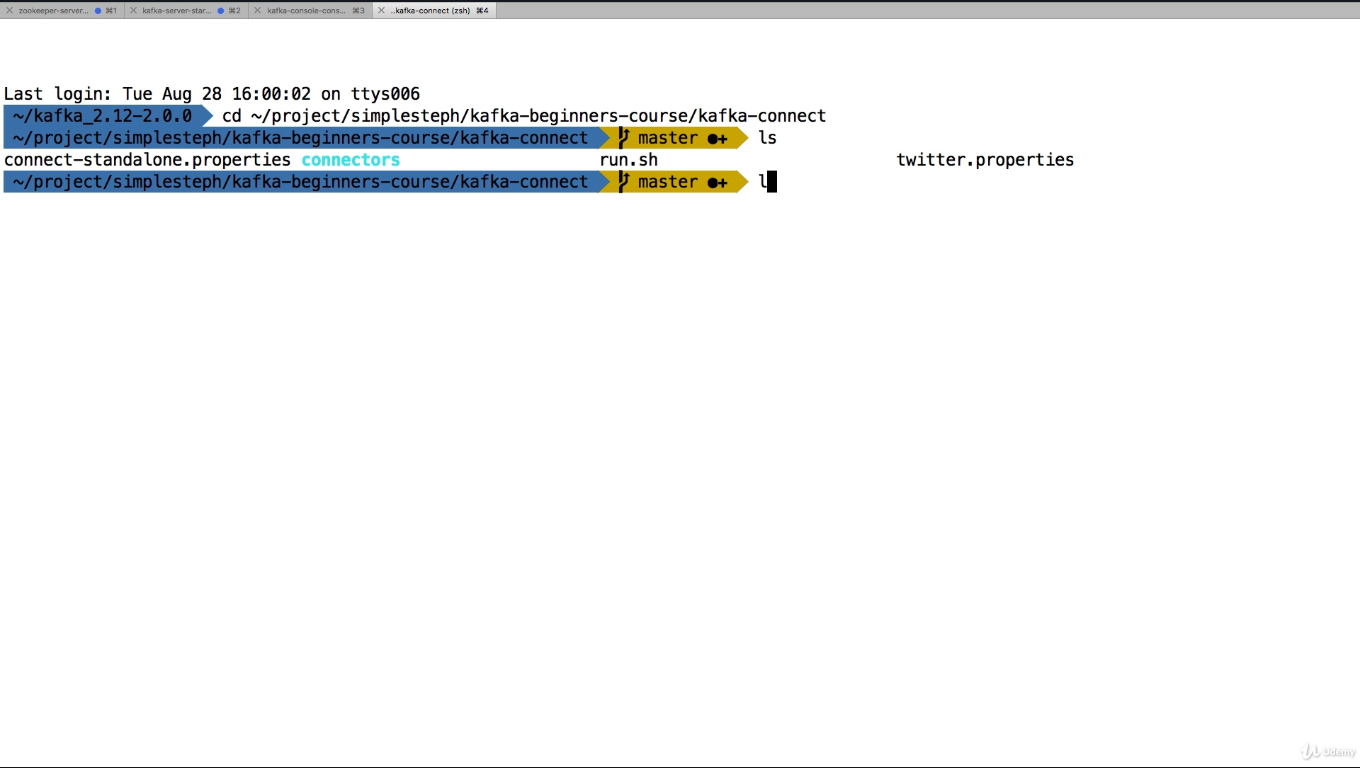 zookeeper-server... ⌘1 kafka-server-star... ⌘2 kafka-console-cons... ⌘3 ..kafka-connect (zsh) ⌘4
Last login: Tue Aug 28 16:00:02 on ttys006
~/kafka_2.12-2.0.0 cd ~/project/simplesteph/kafka-beginners-course/kafka-connect
~/project/simplesteph/kafka-beginners-course/kafka-connect master ●+ ls
connect-standalone.properties connectors run.sh twitter.properties
~/project/simplesteph/kafka-beginners-course/kafka-connect master ●+ l
Udemy